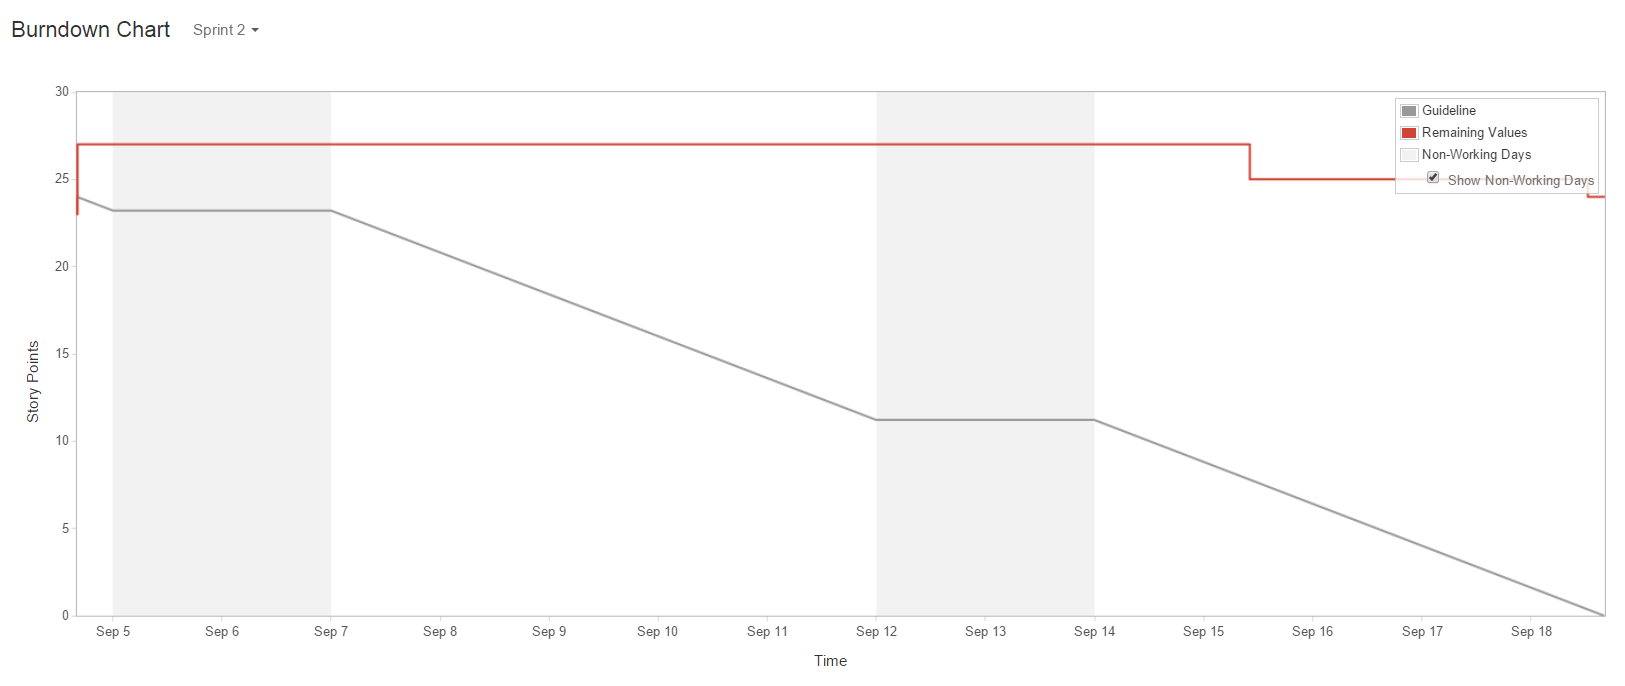 Burndown Chart Sprint 2
30
Guideline
Remaining Values
Non-Working Days
25
Show Non-Working Days
20
15
10
5
0
Story Points
Sep 5 Sep 6 Sep 7 Sep 8 Sep 9 Sep 10 Sep 11 Sep 12 Sep 13 Sep 14 Sep 15 Sep 16 Sep 17 Sep 18
Time